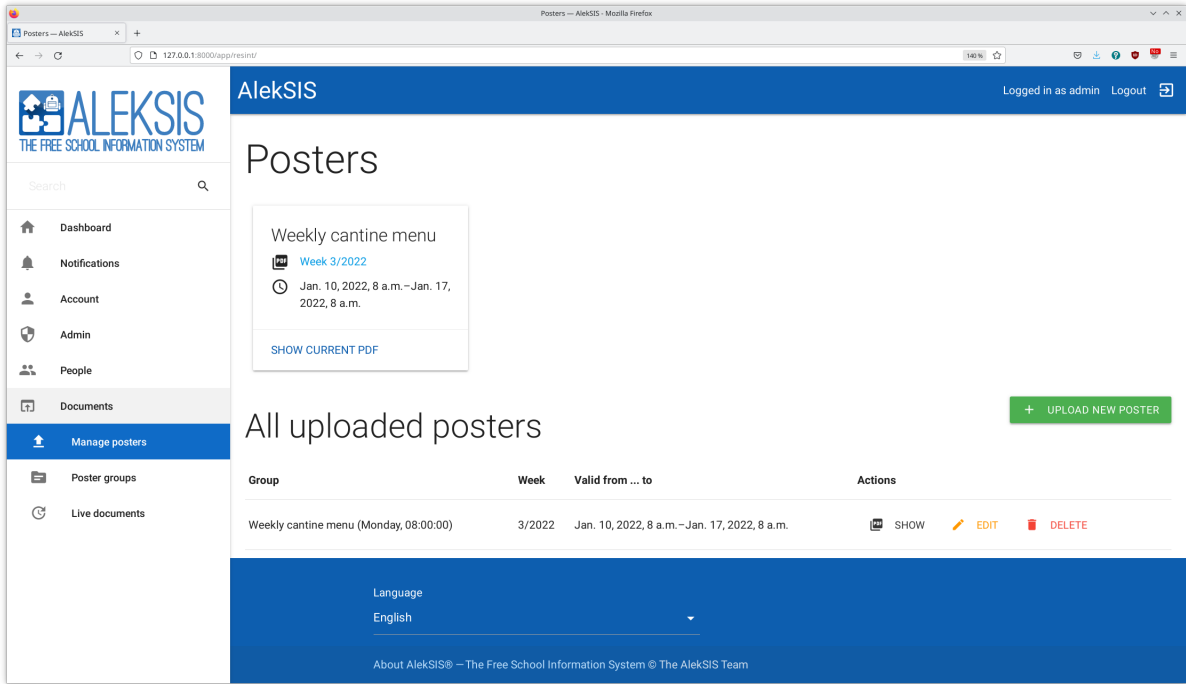 Posters — AlekSIS - Mozilla Firefox
Posters — AlekSIS
127.0.0.1:8000/app/resint/
140 %
No
ALEKSIS
THE FREE SCHOOL INFORMATION SYSTEM
Search
Dashboard
Notifications
Account
Admin
People
Documents
Manage posters
Poster groups
Live documents
AlekSIS
Logged in as admin Logout
Posters
Weekly cantine menu
PDF Week 3/2022
Jan. 10, 2022, 8 a.m.–Jan. 17,
2022, 8 a.m.
SHOW CURRENT PDF
All uploaded posters
+ UPLOAD NEW POSTER
Group Week Valid from ... to Actions
Weekly cantine menu (Monday, 08:00:00) 3/2022 Jan. 10, 2022, 8 a.m.–Jan. 17, 2022, 8 a.m. PDF SHOW EDIT DELETE
Language
English
About AlekSIS® — The Free School Information System © The AlekSIS Team